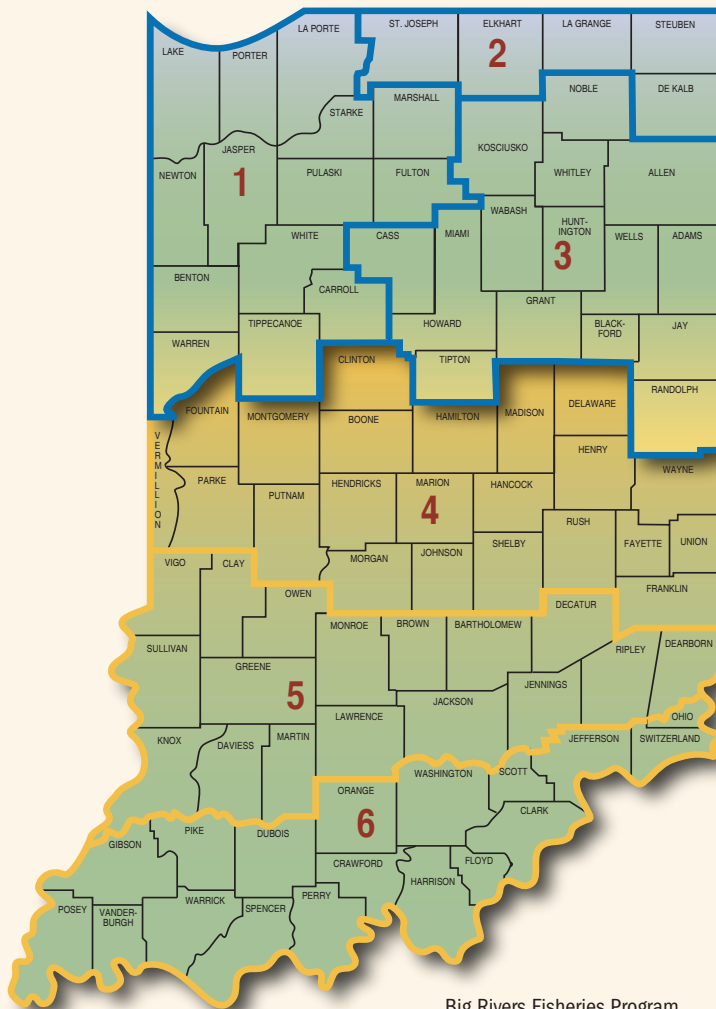 ST. JOSEPH
ELKHART
LA GRANGE
STEUBEN
LA PORTE
LAKE
PORTER
2
NOBLE
DE KALB
MARSHALL
STARKE
KOSCIUSKO
JASPER
NEWTON
1
PULASKI
FULTON
WHITLEY
ALLEN
WABASH
HUNT-
INGTON
3
WHITE
CASS
MIAMI
WELLS
ADAMS
BENTON
CARROLL
GRANT
TIPPECANOE
HOWARD
BLACK-
FORD
JAY
WARREN
CLINTON
TIPTON
RANDOLPH
FOUNTAIN
MONTGOMERY
BOONE
HAMILTON
MADISON
DELAWARE
VERMILLION
HENRY
WAYNE
PARKE
PUTNAM
HENDRICKS
MARION
4
HANCOCK
RUSH
FAYETTE
UNION
MORGAN
JOHNSON
SHELBY
VIGO
CLAY
OWEN
FRANKLIN
DECATUR
MONROE
BROWN
BARTHOLOMEW
SULLIVAN
GREENE
RIPLEY
DEARBORN
5
JENNINGS
JACKSON
LAWRENCE
OHIO
KNOX
DAVIESS
MARTIN
JEFFERSON
SWITZERLAND
WASHINGTON
SCOTT
ORANGE
6
CLARK
PIKE
DUBOIS
GIBSON
CRAWFORD
FLOYD
HARRISON
WARRICK
SPENCER
PERRY
POSEY
VANDER-
BURGH
Big Rivers Fisheries Program